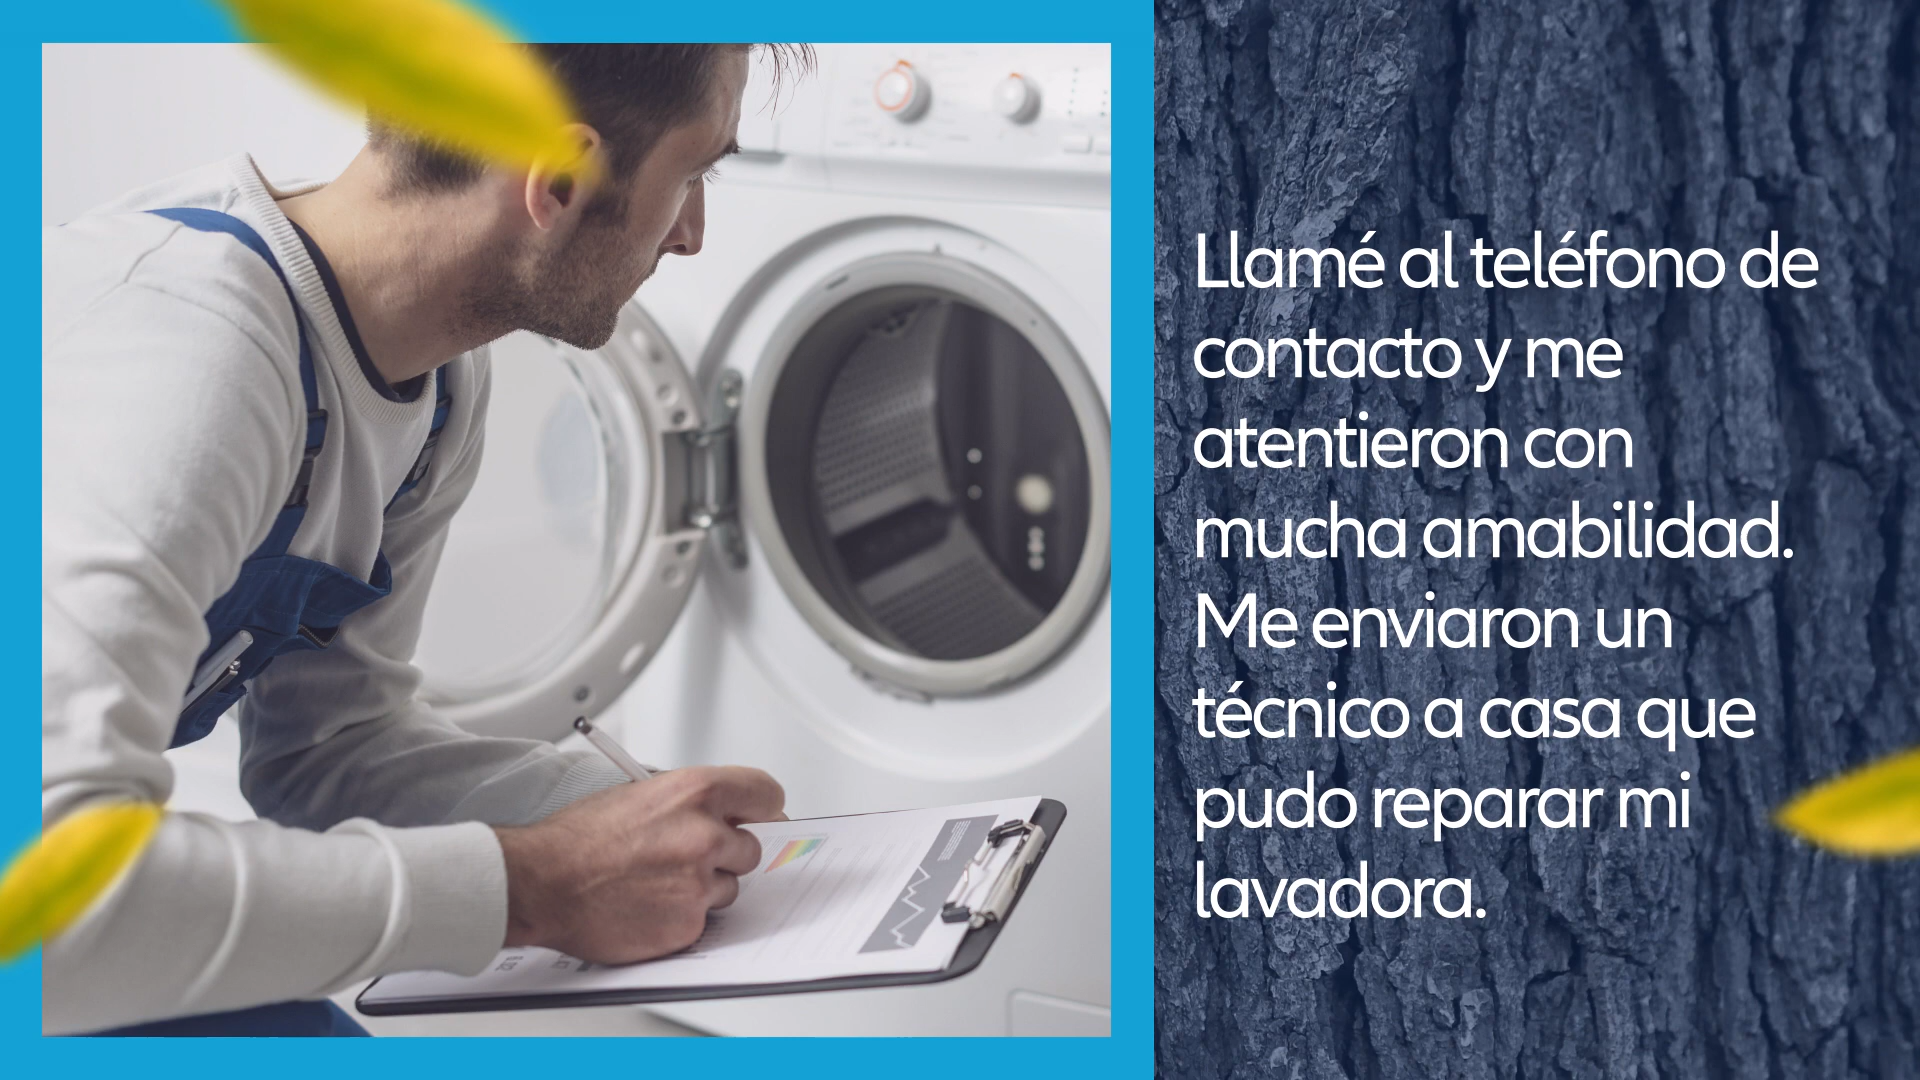 Llamé al teléfono de
contacto y me
atentieron con
mucha amabilidad.
Me enviaron un
técnico a casa que
pudo reparar mi
lavadora.